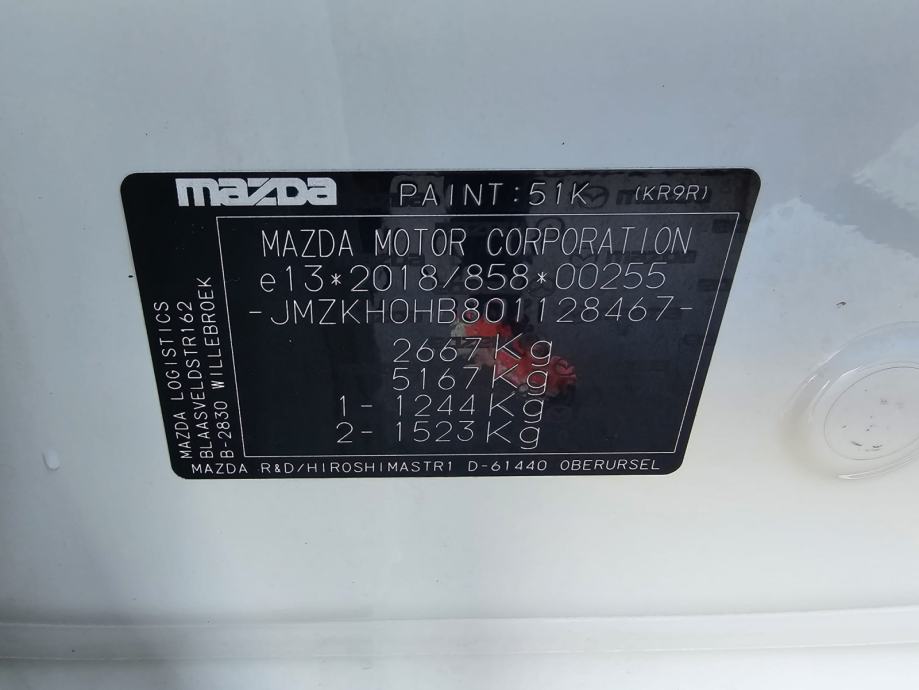 mazda PAINT:51K (KR9R)
MAZDA MOTOR CORPORATION
e13*2018/858*00255
-JMZKH0HB801128467-
2667Kg
5167Kg
1- 1244Kg
2- 1523Kg
MAZDA LOGISTICS
BLAASVELDSTR162
B-2830 WILLEBROEK
MAZDA R&D/HIROSHIMASTR1 D-61440 OBERURSEL